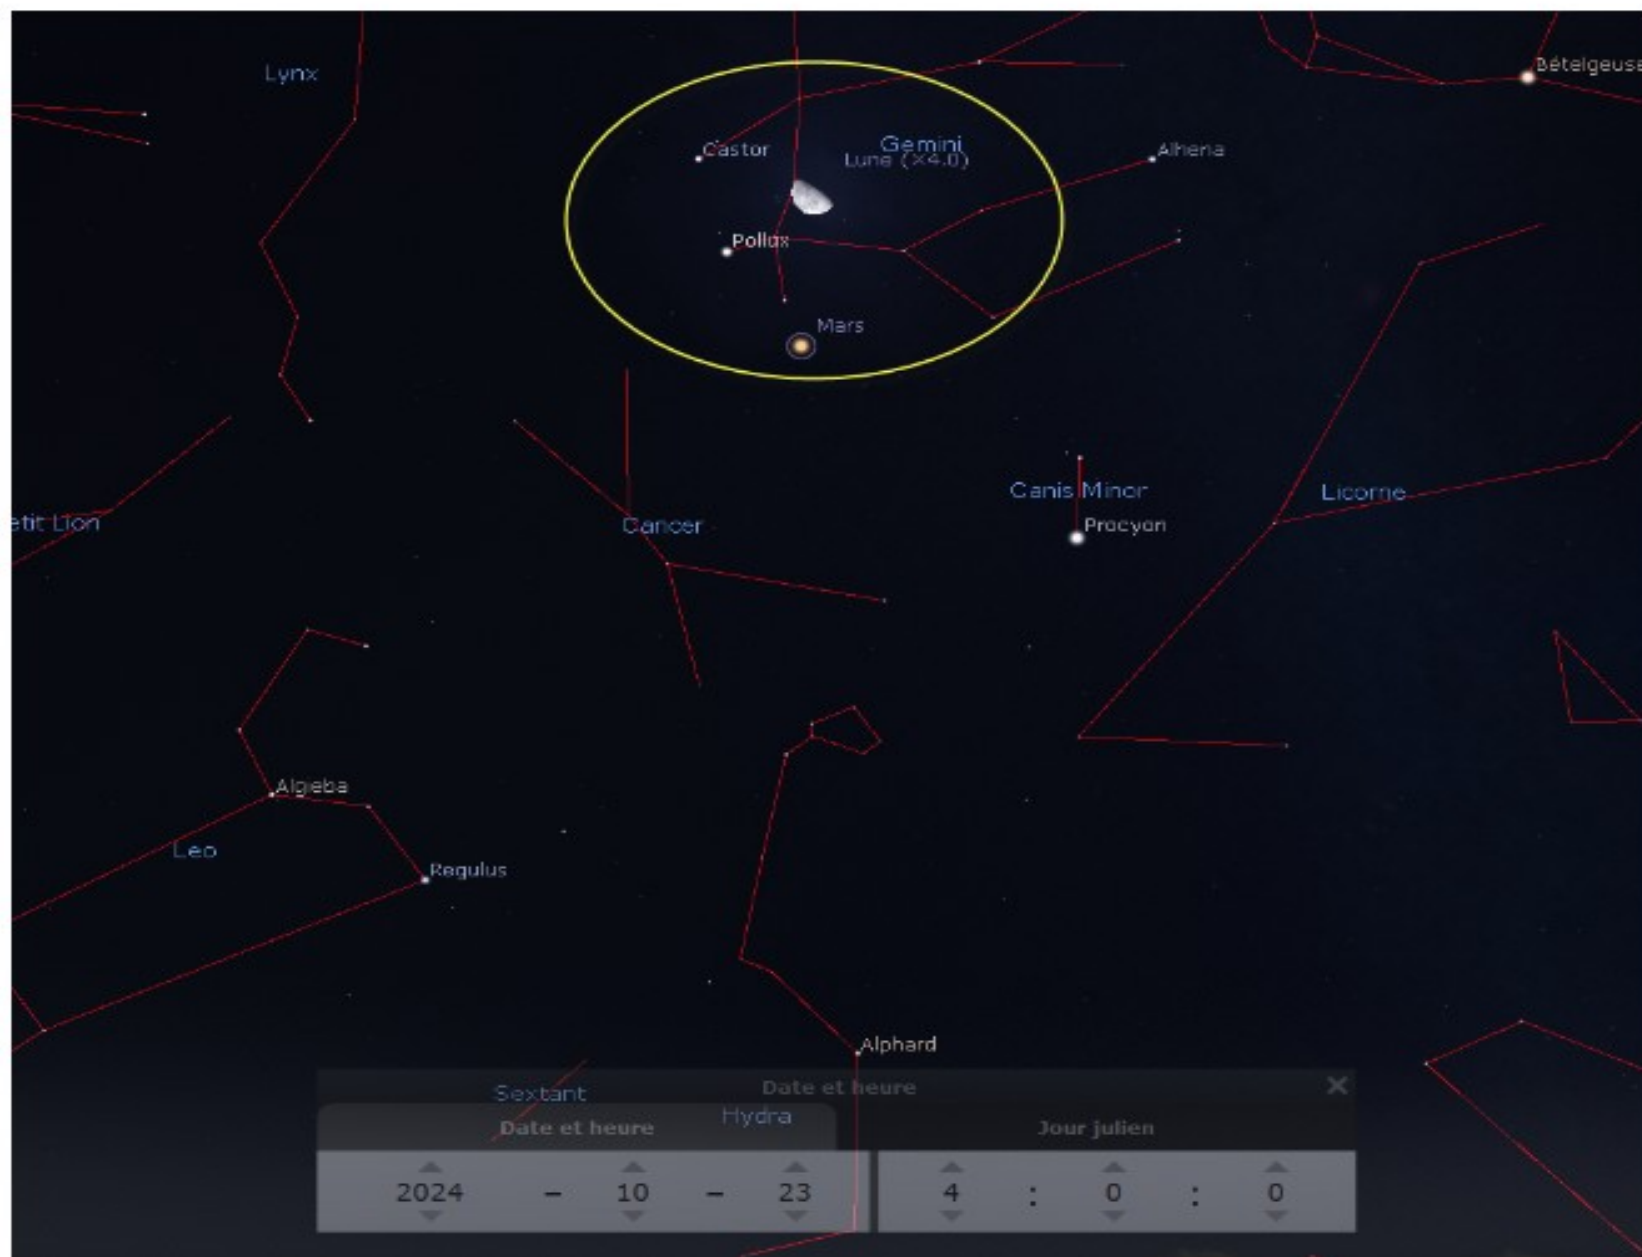 Bételgeuse
Lynx
Castor
Gemini
Lune (×4.0)
Alhena
Pollux
Mars
Canis Minor
Licorne
etit Lion
Cancer
Procyon
Algieba
Leo
Regulus
Alphard
Date et heure
Sextant
Hydra
Date et heure
Jour julien
2024 - 10 - 23 4 : 0 : 0